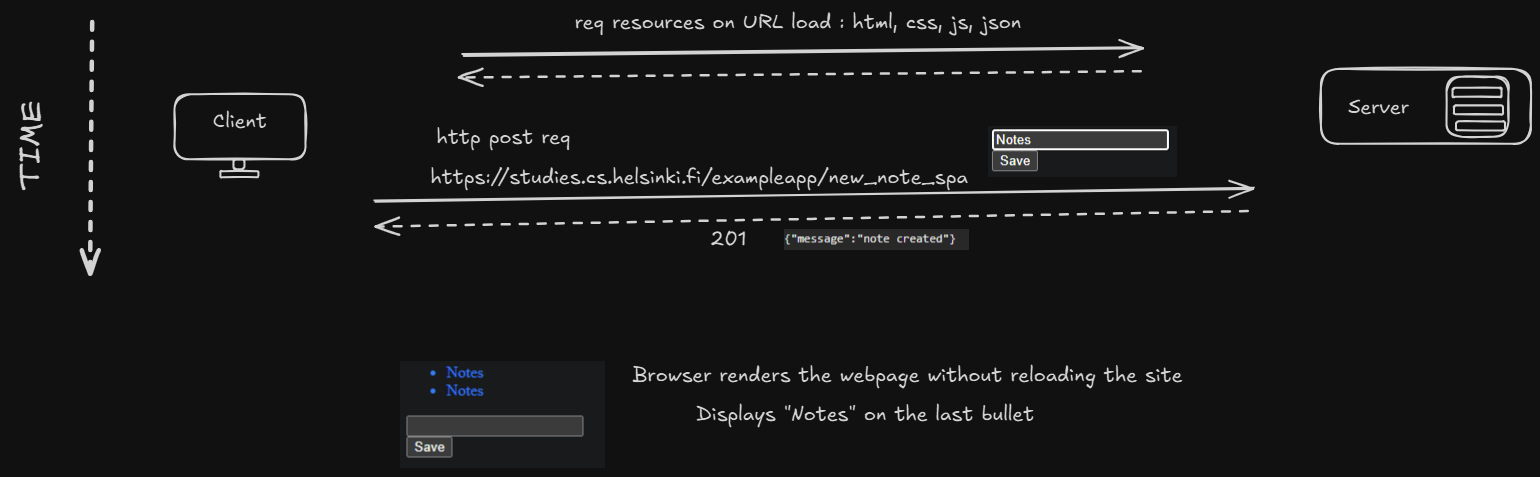 req resources on URL load : html, css, js, json
TIME
Client
Server
http post req
https://studies.cs.helsinki.fi/exampleapp/new_note_spa
Notes
Save
201
{"message":"note created"}
Notes
Notes
Save
Browser renders the webpage without reloading the site
Displays "Notes" on the last bullet